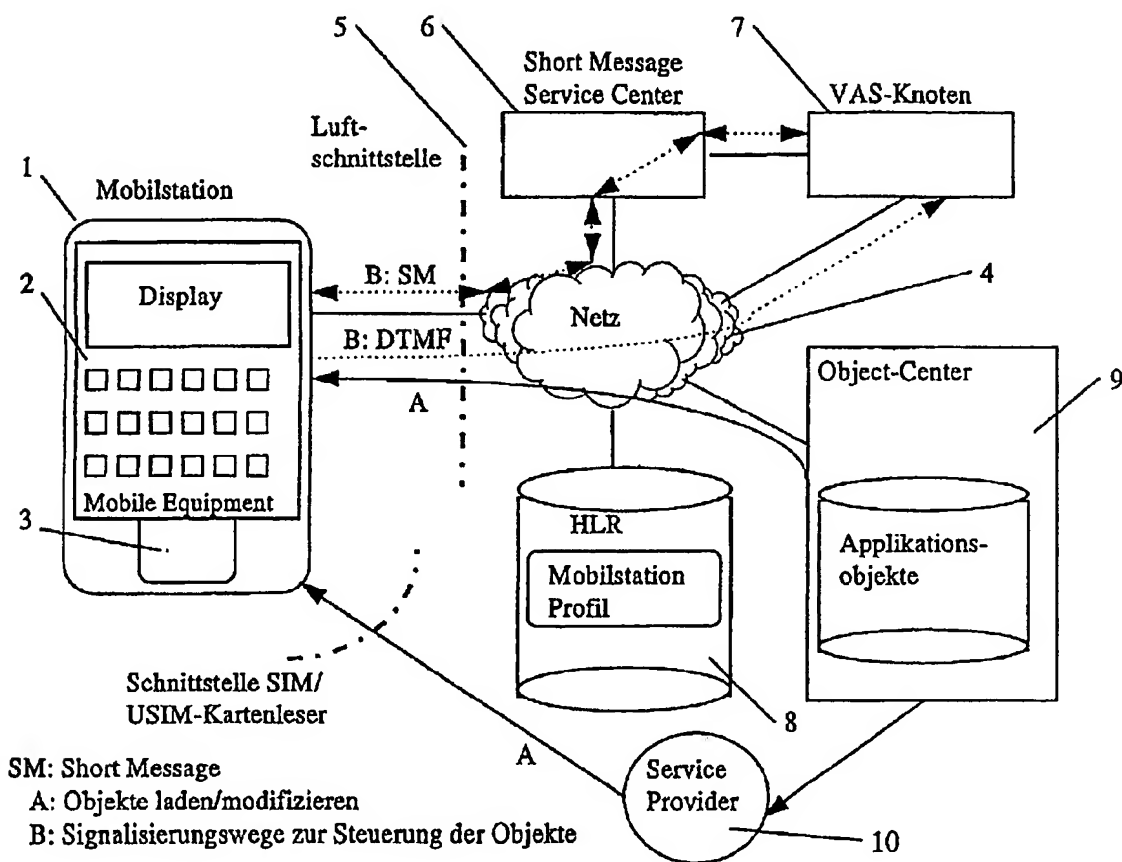 5
6
7
Short Message
Service Center
VAS-Knoten
Luft-
schnittstelle
1
Mobilstation
2
Display
B: SM
Netz
4
B: DTMF
A
Object-Center
9
Mobile Equipment
3
HLR
Mobilstation
Profil
Applikations-
objekte
Schnittstelle SIM/
USIM-Kartenleser
8
A
Service
Provider
10
SM: Short Message
A: Objekte laden/modifizieren
B: Signalisierungswege zur Steuerung der Objekte